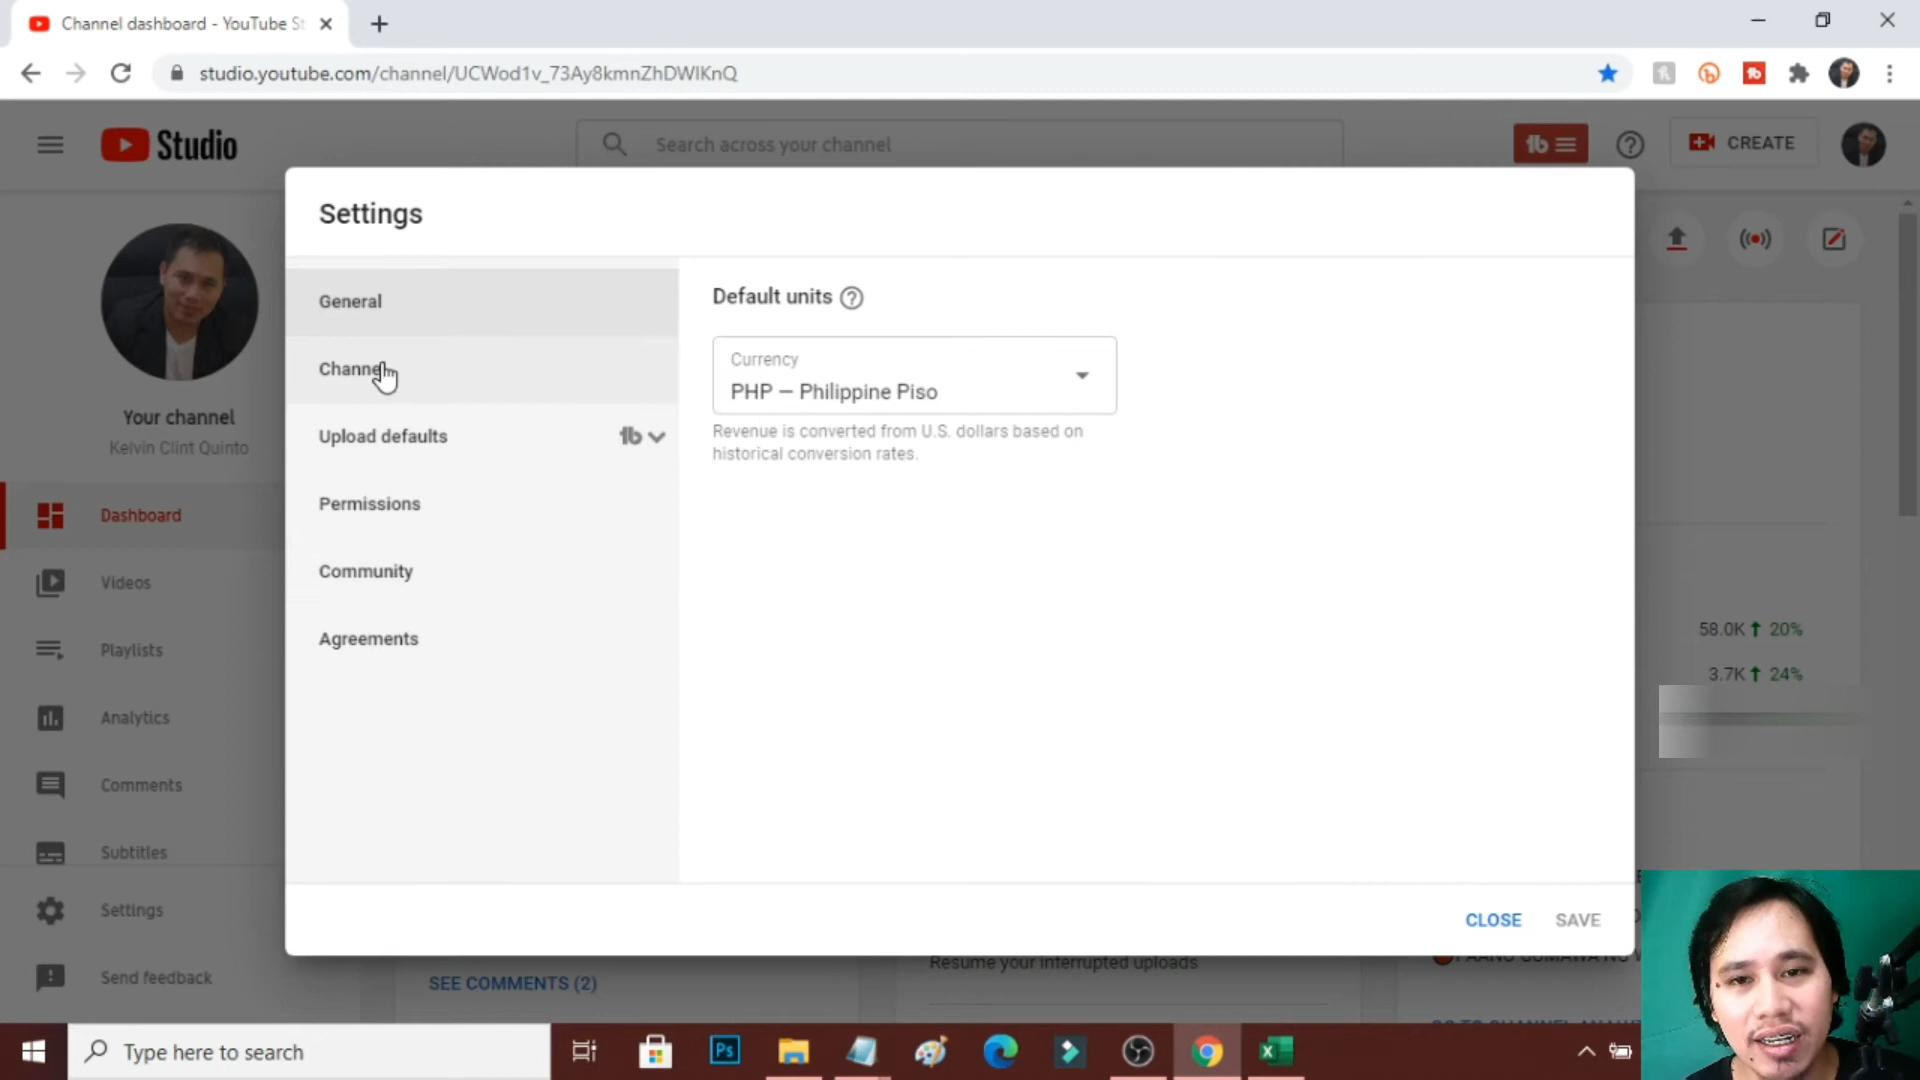 Channel dashboard - YouTube St
studio.youtube.com/channel/UCWod1v_73Ay8kmnZhDWIKnQ
Studio
Search across your channel
CREATE
Settings
General
Channel
Upload defaults
Permissions
Community
Agreements
Default units
Currency
PHP — Philippine Piso
Revenue is converted from U.S. dollars based on
historical conversion rates.
CLOSE
SAVE
Your channel
Kelvin Clint Quinto
Dashboard
Videos
Playlists
Analytics
Comments
Subtitles
Settings
Send feedback
58.0K 20%
3.7K 24%
SEE COMMENTS (2)
Resume your interrupted uploads
Type here to search
Ps